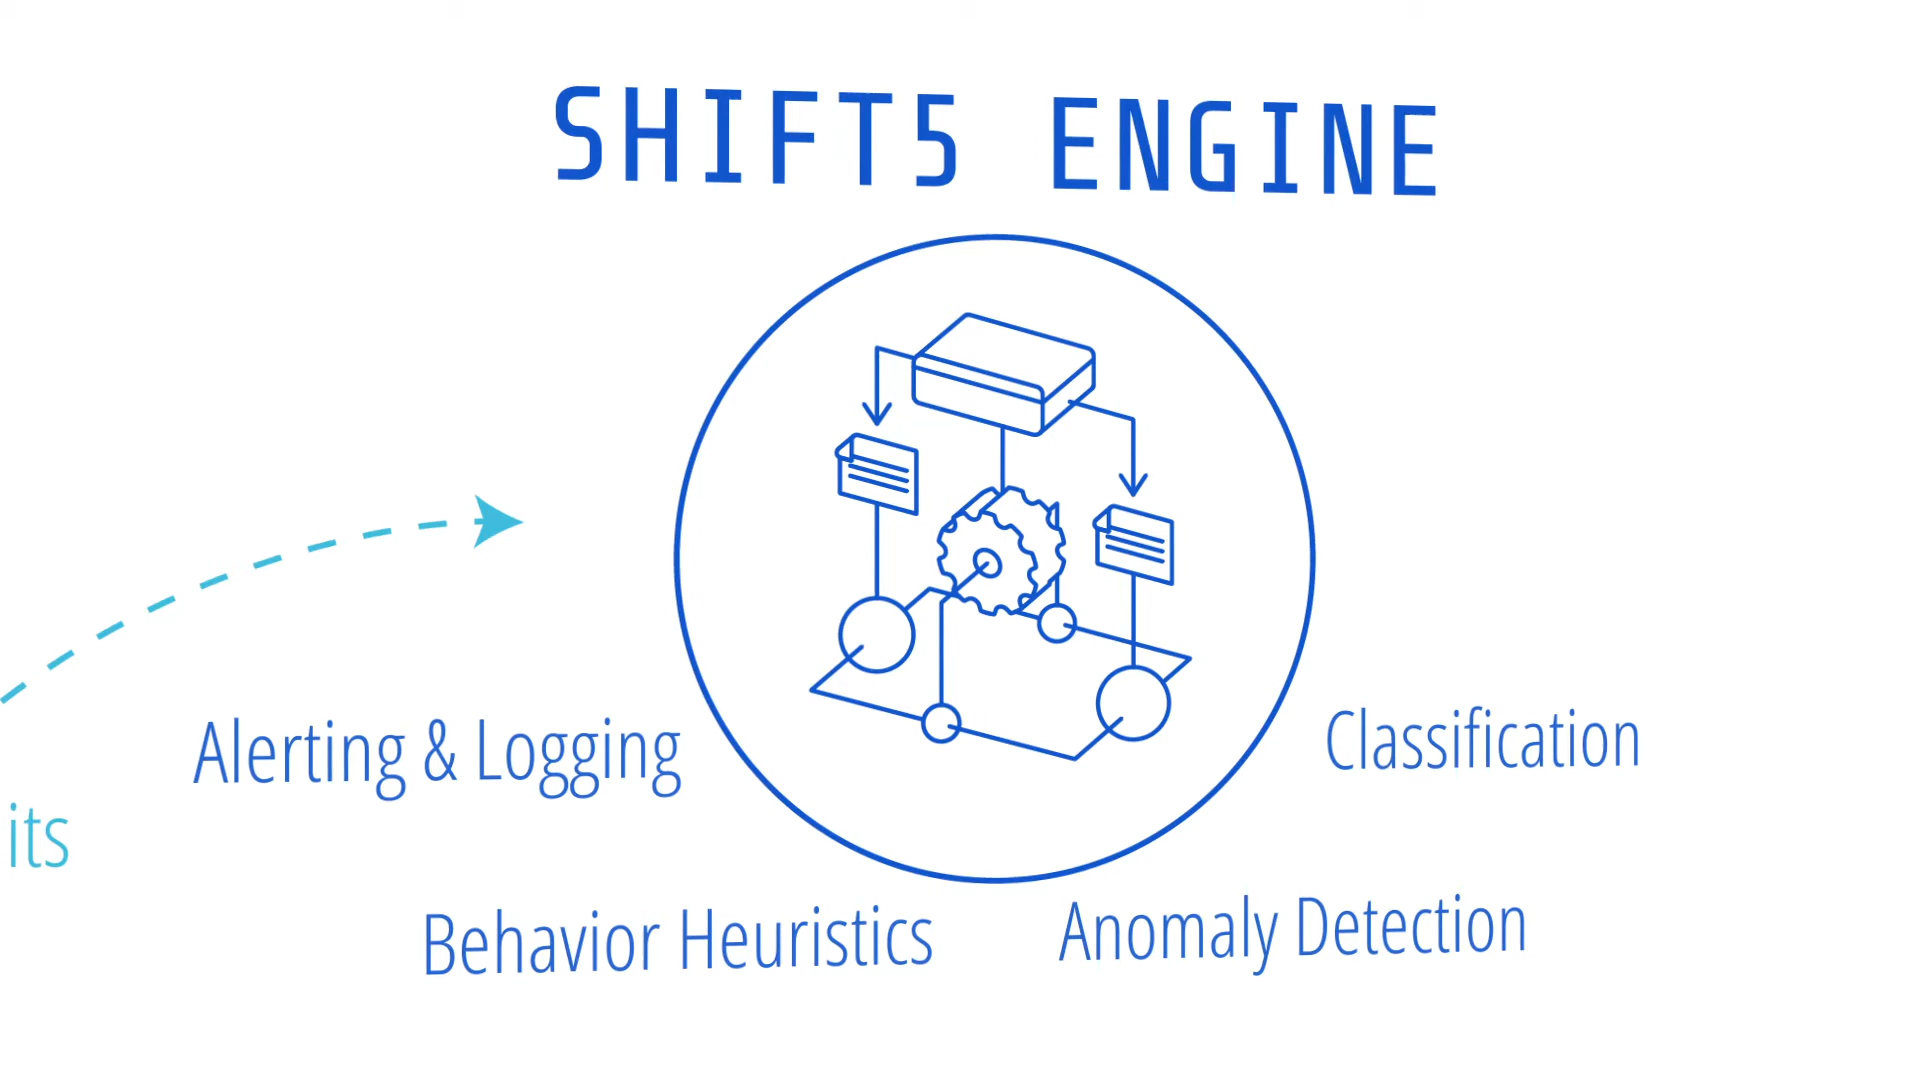 SHIFT5 ENGINE
Alerting & Logging
Classification
its
Behavior Heuristics
Anomaly Detection